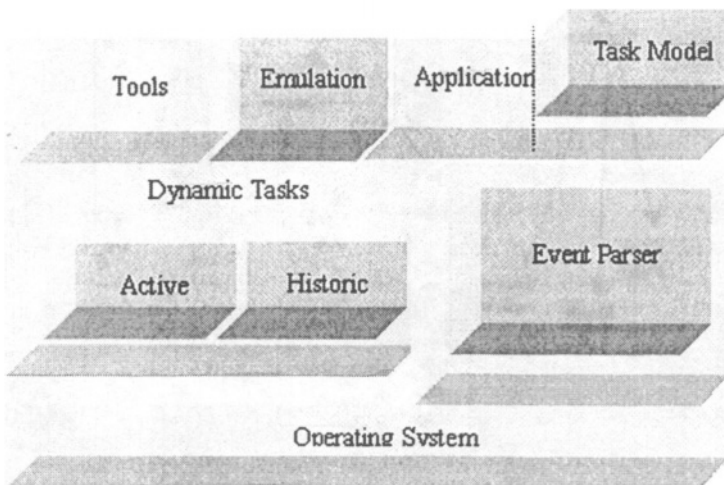 Task Model
Tools
Emulation
Application
Dynamic Tasks
Event Parser
Active
Historic
Operating System